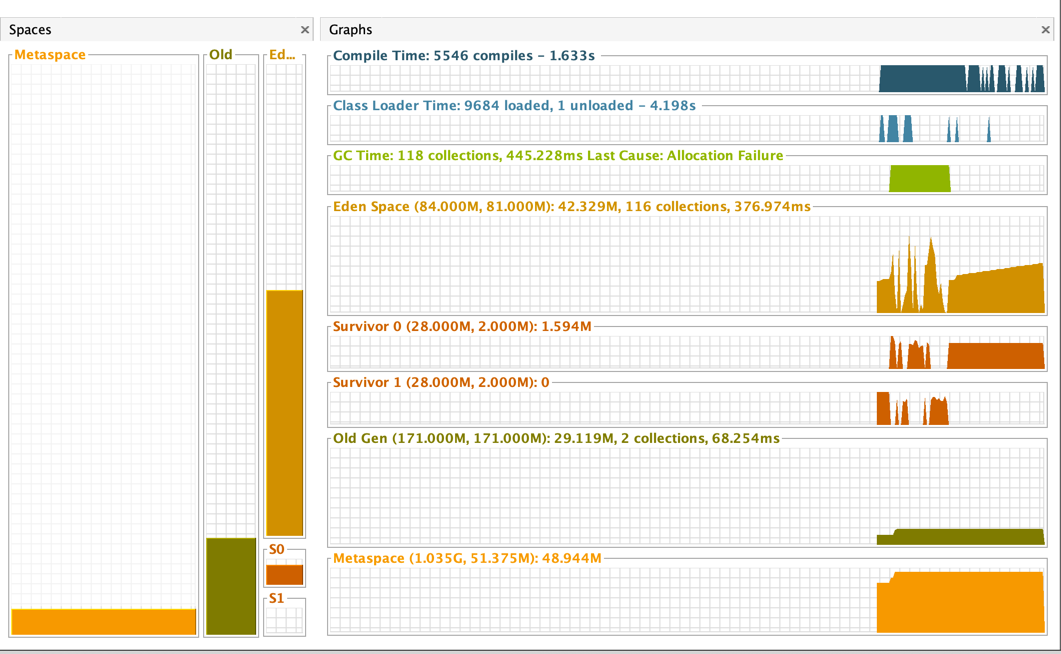 Spaces
Graphs
Metaspace
Old
Ed...
S0
S1
Compile Time: 5546 compiles – 1.633s
Class Loader Time: 9684 loaded, 1 unloaded – 4.198s
GC Time: 118 collections, 445.228ms Last Cause: Allocation Failure
Eden Space (84.000M, 81.000M): 42.329M, 116 collections, 376.974ms
Survivor 0 (28.000M, 2.000M): 1.594M
Survivor 1 (28.000M, 2.000M): 0
Old Gen (171.000M, 171.000M): 29.119M, 2 collections, 68.254ms
Metaspace (1.035G, 51.375M): 48.944M